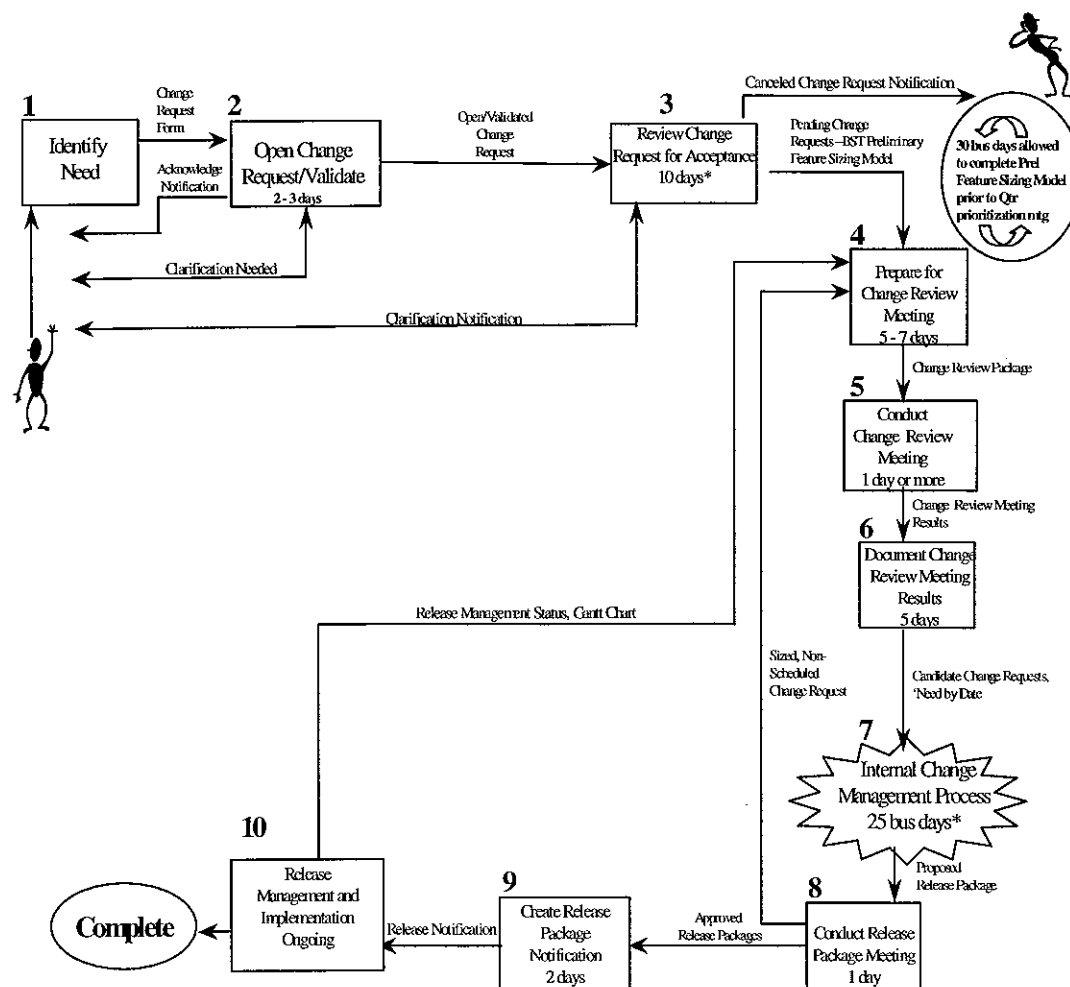 1
Identify
Need
Change
Request
Form
Acknowledge
Notification
2
Open Change
Request/Validate
2 - 3 days
Clarification Needed
Clarification Notification
Open/Validated
Change
Request
3
Review Change
Request for Acceptance
10 days*
Canceled Change Request Notification
Pending Change
Requests – BST Preliminary
Feature Sizing Model
30 bus days allowed
to complete Prel
Feature Sizing Model
prior to Qtr
prioritization mtg
4
Prepare for
Change Review
Meeting
5 - 7 days
Change Review Package
5
Conduct
Change Review
Meeting
1 day or more
Change Review Meeting
Results
6
Document Change
Review Meeting
Results
5 days
Release Management Status, Gantt Chart
Sized, Non-
Scheduled
Change Request
Candidate Change Requests,
'Need by Date
7
Internal Change
Management Process
25 bus days*
Proposed
Release Package
8
Conduct Release
Package Meeting
1 day
Approved
Release Packages
9
Create Release
Package
Notification
2 days
Release Notification
10
Release
Management and
Implementation
Ongoing
Complete